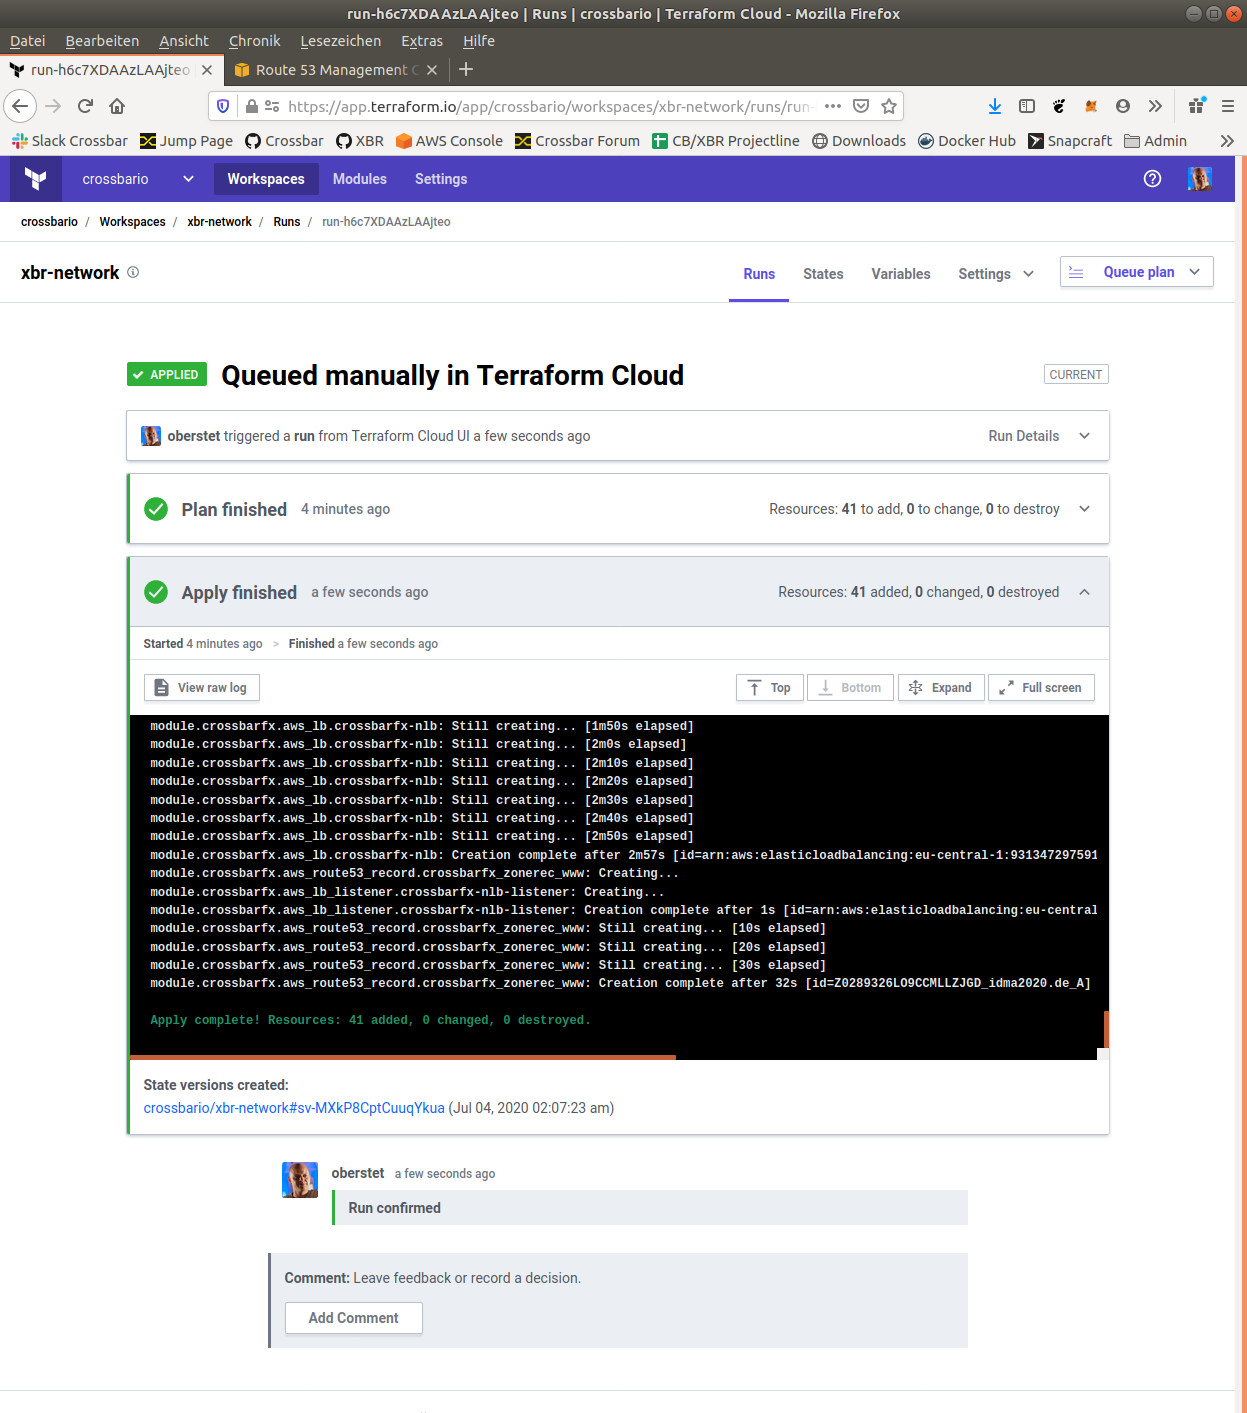 run-h6c7XDAAzLAAjteo | Runs | crossbario | Terraform Cloud - Mozilla Firefox
Datei Bearbeiten Ansicht Chronik Lesezeichen Extras Hilfe
run-h6c7XDAAzLAAjteo Route 53 Management C
https://app.terraform.io/app/crossbario/workspaces/xbr-network/runs/run-
Slack Crossbar Jump Page Crossbar XBR AWS Console Crossbar Forum CB/XBR Projectline Downloads Docker Hub Snapcraft Admin
crossbario Workspaces Modules Settings
crossbario / Workspaces / xbr-network / Runs / run-h6c7XDAAzLAAjteo
xbr-network Runs States Variables Settings Queue plan
APPLIED Queued manually in Terraform Cloud CURRENT
oberstet triggered a run from Terraform Cloud UI a few seconds ago Run Details
Plan finished 4 minutes ago Resources: 41 to add, 0 to change, 0 to destroy
Apply finished a few seconds ago Resources: 41 added, 0 changed, 0 destroyed
Started 4 minutes ago > Finished a few seconds ago
View raw log Top Bottom Expand Full screen
module.crossbarfx.aws_lb.crossbarfx-nlb: Still creating... [1m50s elapsed]
module.crossbarfx.aws_lb.crossbarfx-nlb: Still creating... [2m0s elapsed]
module.crossbarfx.aws_lb.crossbarfx-nlb: Still creating... [2m10s elapsed]
module.crossbarfx.aws_lb.crossbarfx-nlb: Still creating... [2m20s elapsed]
module.crossbarfx.aws_lb.crossbarfx-nlb: Still creating... [2m30s elapsed]
module.crossbarfx.aws_lb.crossbarfx-nlb: Still creating... [2m40s elapsed]
module.crossbarfx.aws_lb.crossbarfx-nlb: Still creating... [2m50s elapsed]
module.crossbarfx.aws_lb.crossbarfx-nlb: Creation complete after 2m57s [id=arn:aws:elasticloadbalancing:eu-central-1:931347297591
module.crossbarfx.aws_route53_record.crossbarfx_zonerec_www: Creating...
module.crossbarfx.aws_lb_listener.crossbarfx-nlb-listener: Creating...
module.crossbarfx.aws_lb_listener.crossbarfx-nlb-listener: Creation complete after 1s [id=arn:aws:elasticloadbalancing:eu-central
module.crossbarfx.aws_route53_record.crossbarfx_zonerec_www: Still creating... [10s elapsed]
module.crossbarfx.aws_route53_record.crossbarfx_zonerec_www: Still creating... [20s elapsed]
module.crossbarfx.aws_route53_record.crossbarfx_zonerec_www: Still creating... [30s elapsed]
module.crossbarfx.aws_route53_record.crossbarfx_zonerec_www: Creation complete after 32s [id=Z0289326LO9CCMLLZJGD_idma2020.de_A]
Apply complete! Resources: 41 added, 0 changed, 0 destroyed.
State versions created:
crossbario/xbr-network#sv-MXkP8CptCuuqYkua (Jul 04, 2020 02:07:23 am)
oberstet a few seconds ago
Run confirmed
Comment: Leave feedback or record a decision.
Add Comment